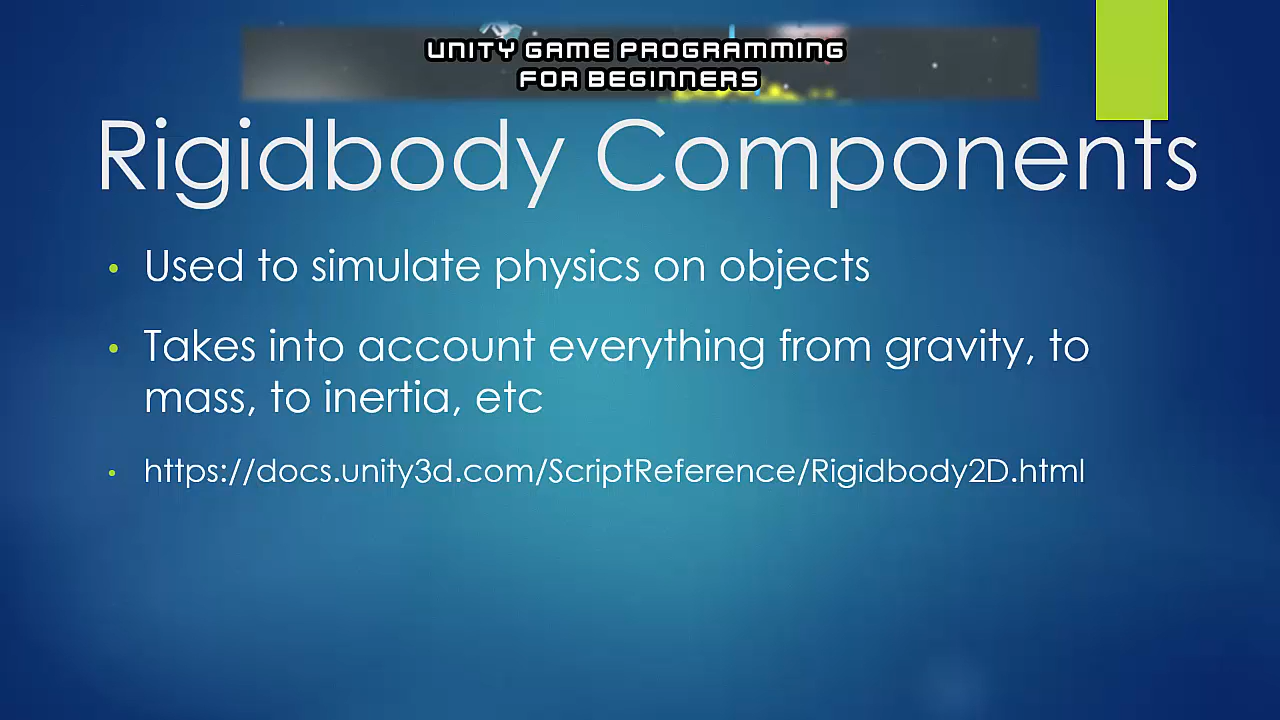 UNITY GAME PROGRAMMING
FOR BEGINNERS
Rigidbody Components
• Used to simulate physics on objects
• Takes into account everything from gravity, to
mass, to inertia, etc
• https://docs.unity3d.com/ScriptReference/Rigidbody2D.html